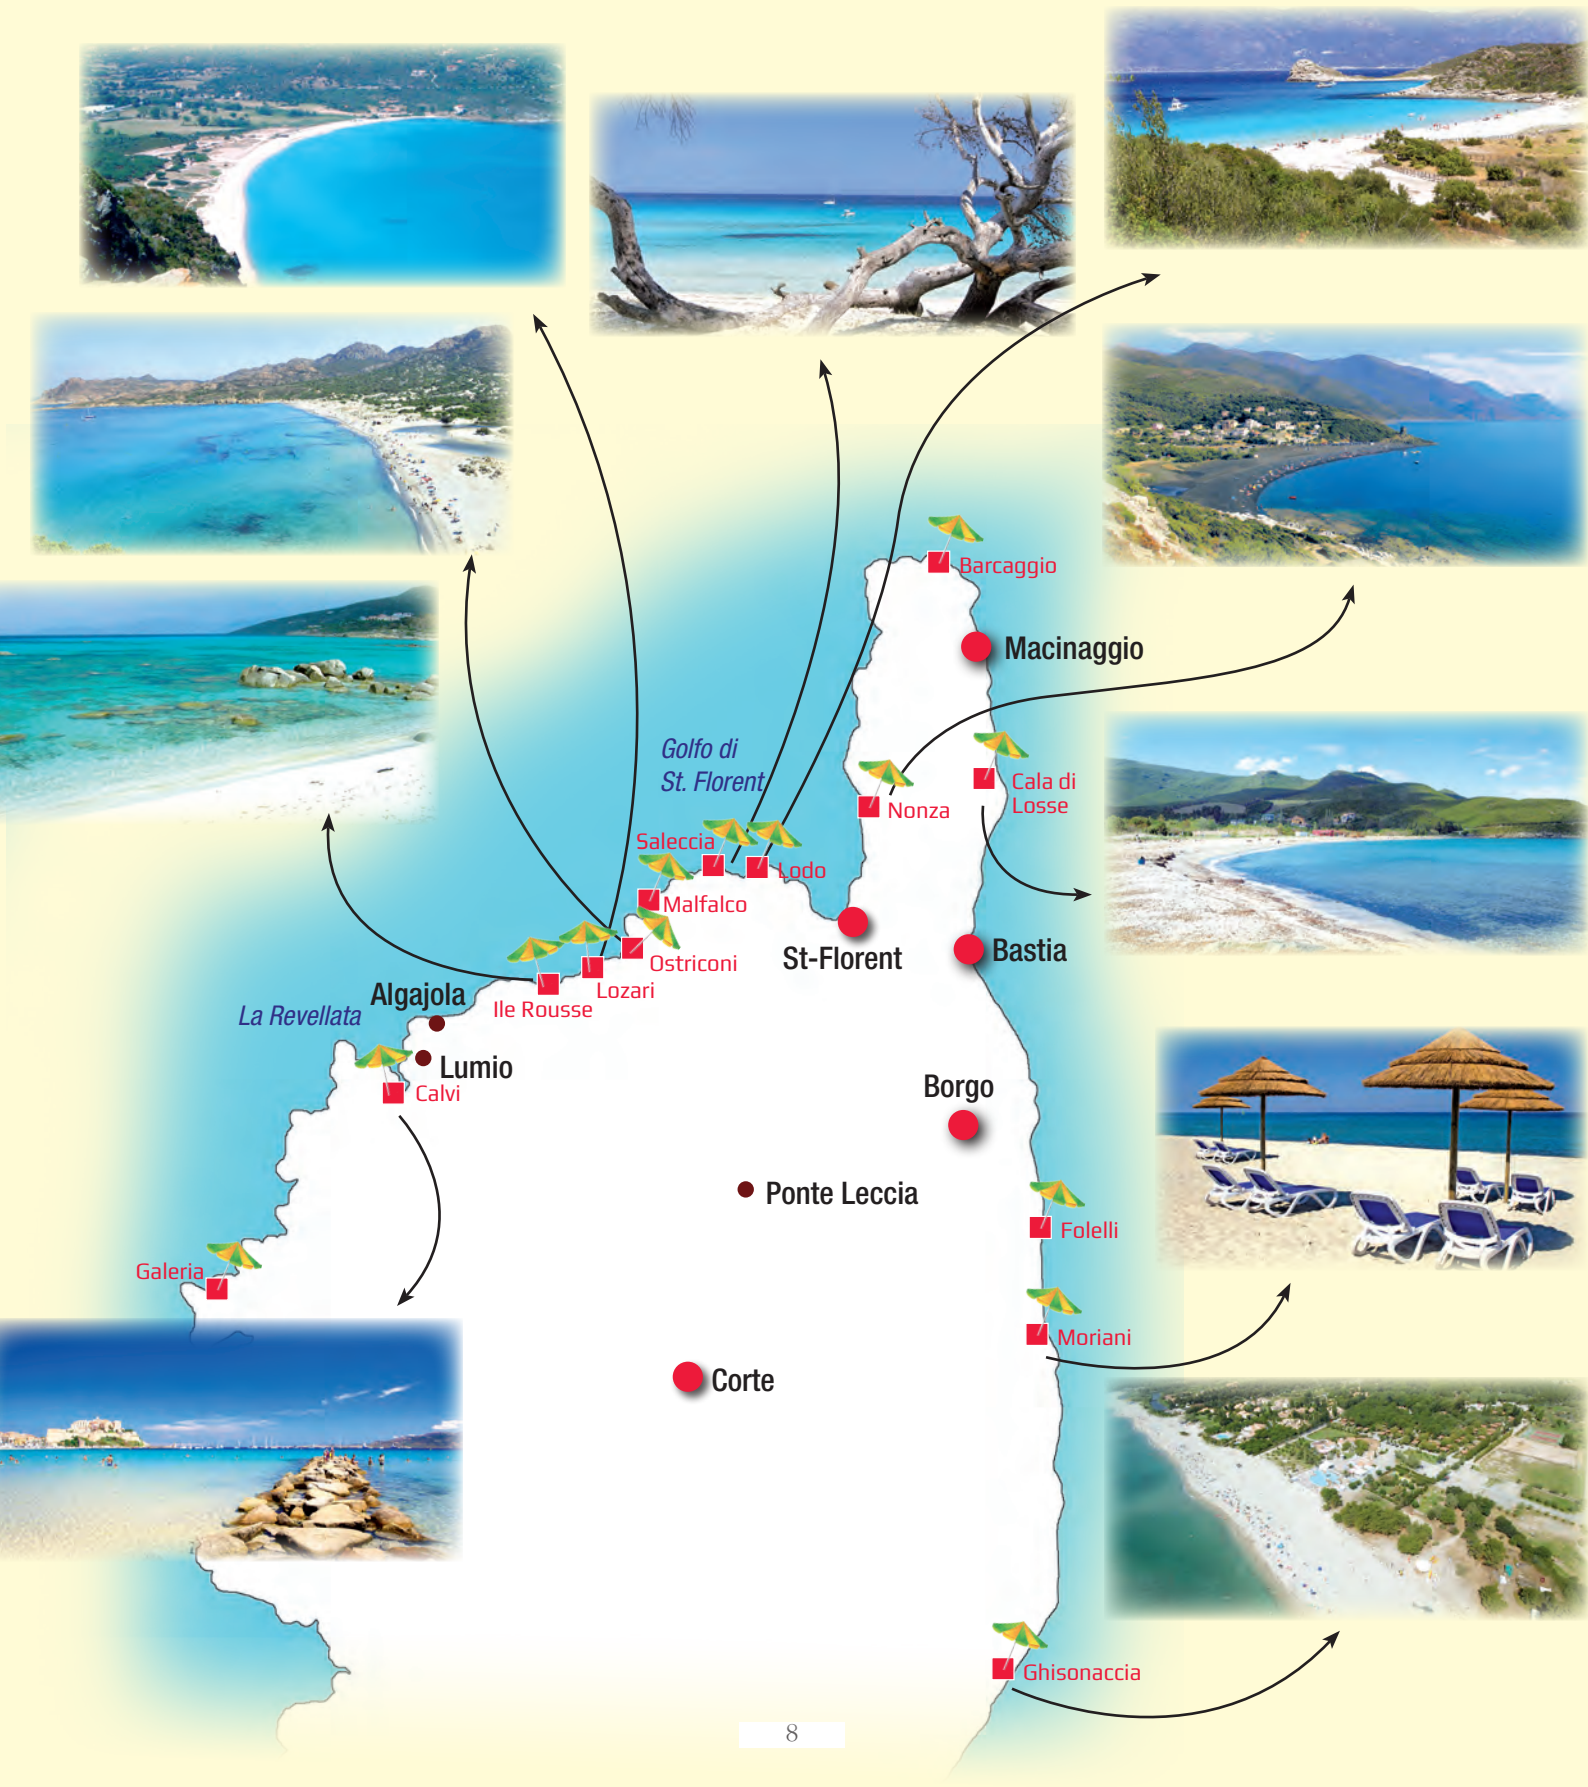 Barcaggio
Macinaggio
Golfo di
St. Florent
Cala di
Losse
Nonza
Saleccia
Lodo
Malfalco
St-Florent
Bastia
Ostriconi
Lozari
Ile Rousse
Algajola
La Revellata
Lumio
Calvi
Borgo
Ponte Leccia
Folelli
Galeria
Moriani
Corte
Ghisonaccia
8